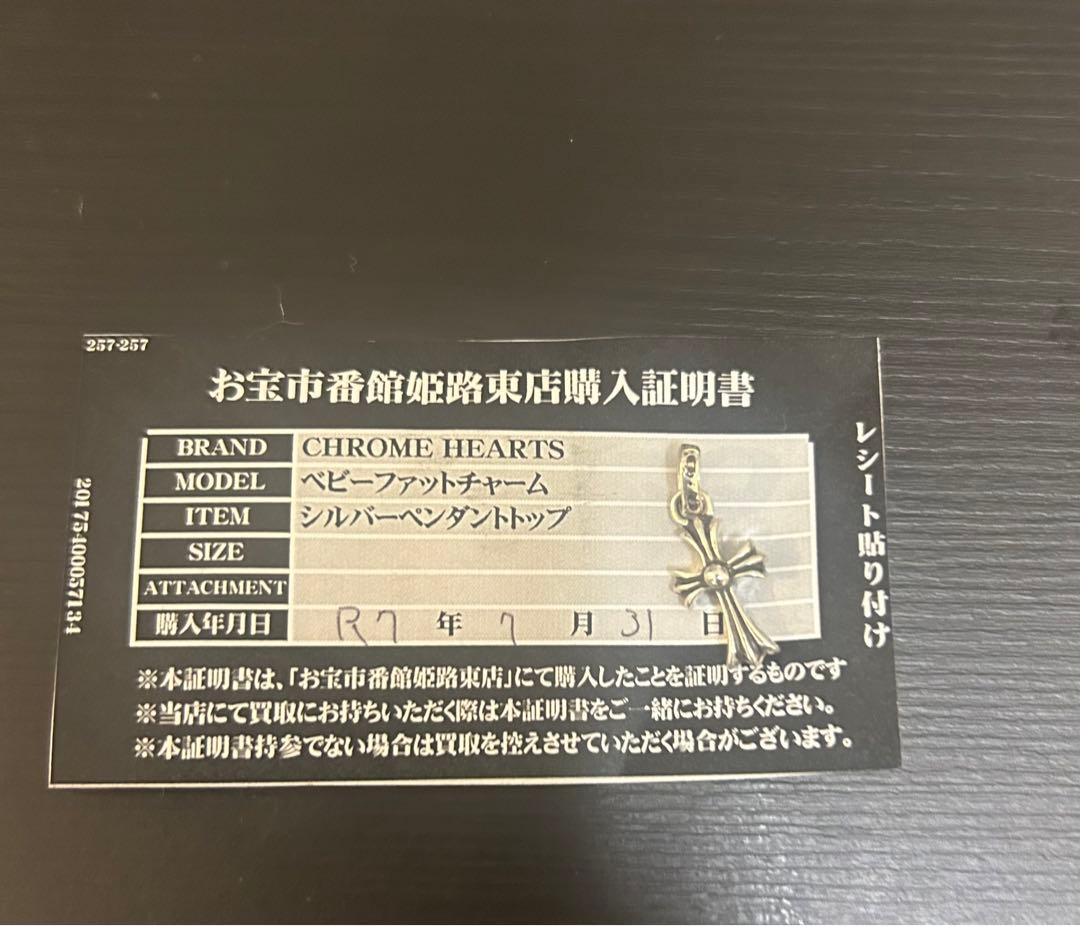 257-257
お宝市番館姫路東店購入証明書
BRAND CHROME HEARTS
MODEL ベビーファットチャーム
ITEM シルバーペンダントトップ
SIZE
ATTACHMENT
購入年月日 R7 年 7 月 31 日
※本証明書は、「お宝市番館姫路東店」にて購入したことを証明するものです
※当店にて買取にお持ちいただく際は本証明書をご一緒にお持ちください。
※本証明書持参でない場合は買取を控えさせていただく場合がございます。
レシート貼り付け
2017540005713-4